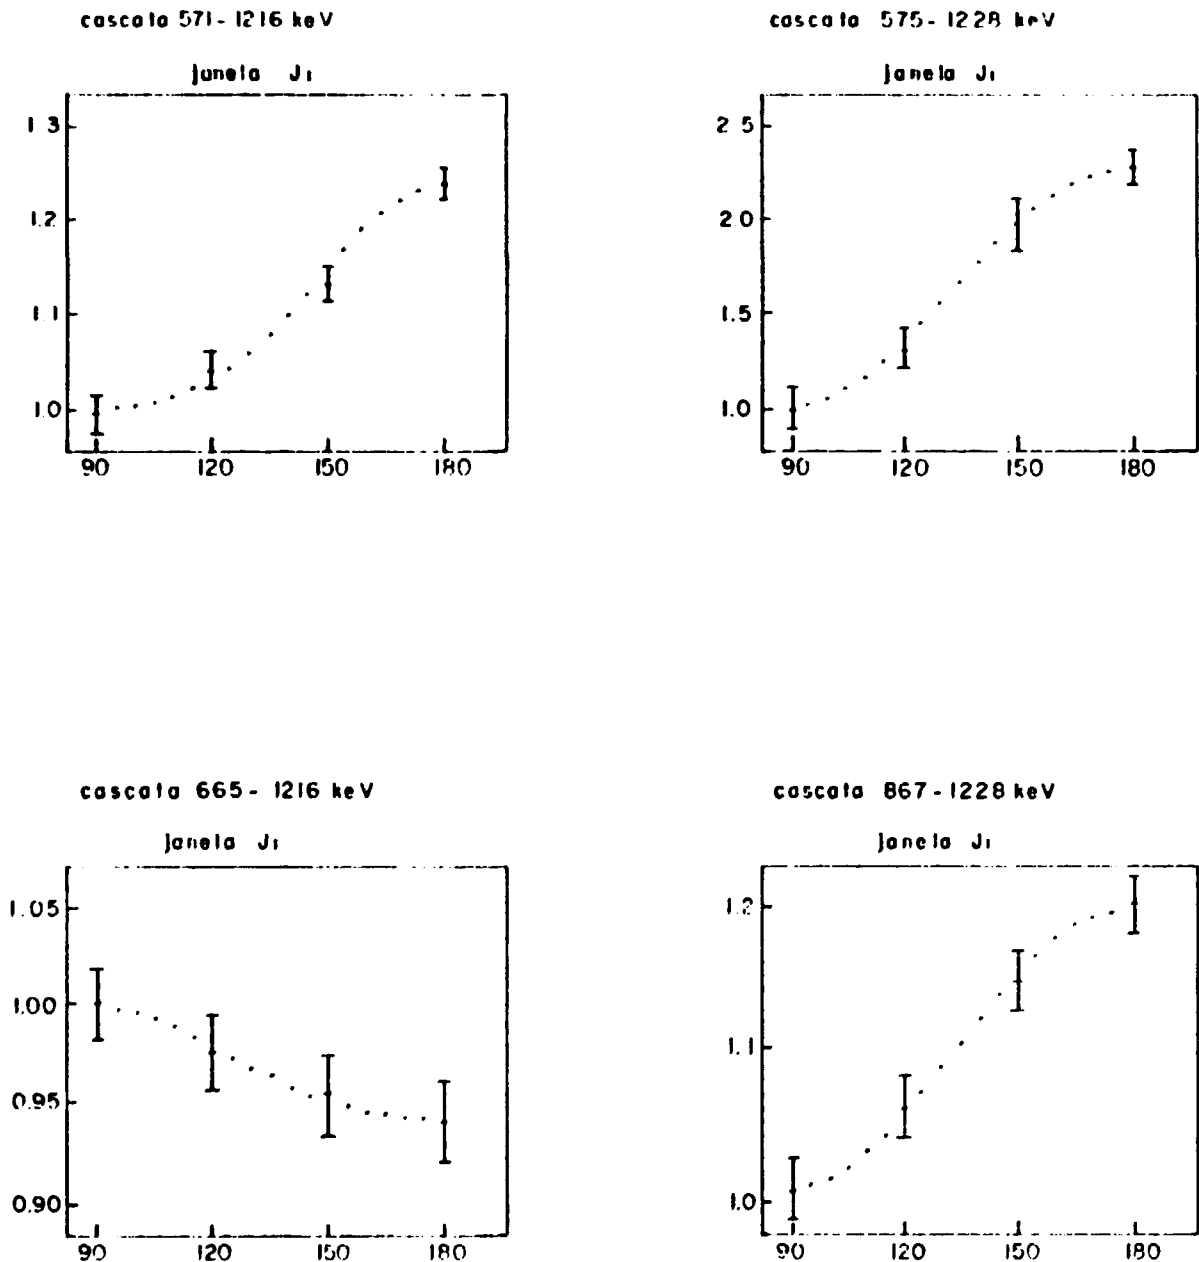 cascata 571-1216 keV
janela J1
1.3
1.2
1.1
1.0
90 120 150 180
cascata 575-1228 keV
janela J1
2.5
2.0
1.5
1.0
90 120 150 180
cascata 665-1216 keV
janela J1
1.05
1.00
0.95
0.90
90 120 150 180
cascata 867-1228 keV
janela J1
1.2
1.1
1.0
90 120 150 180